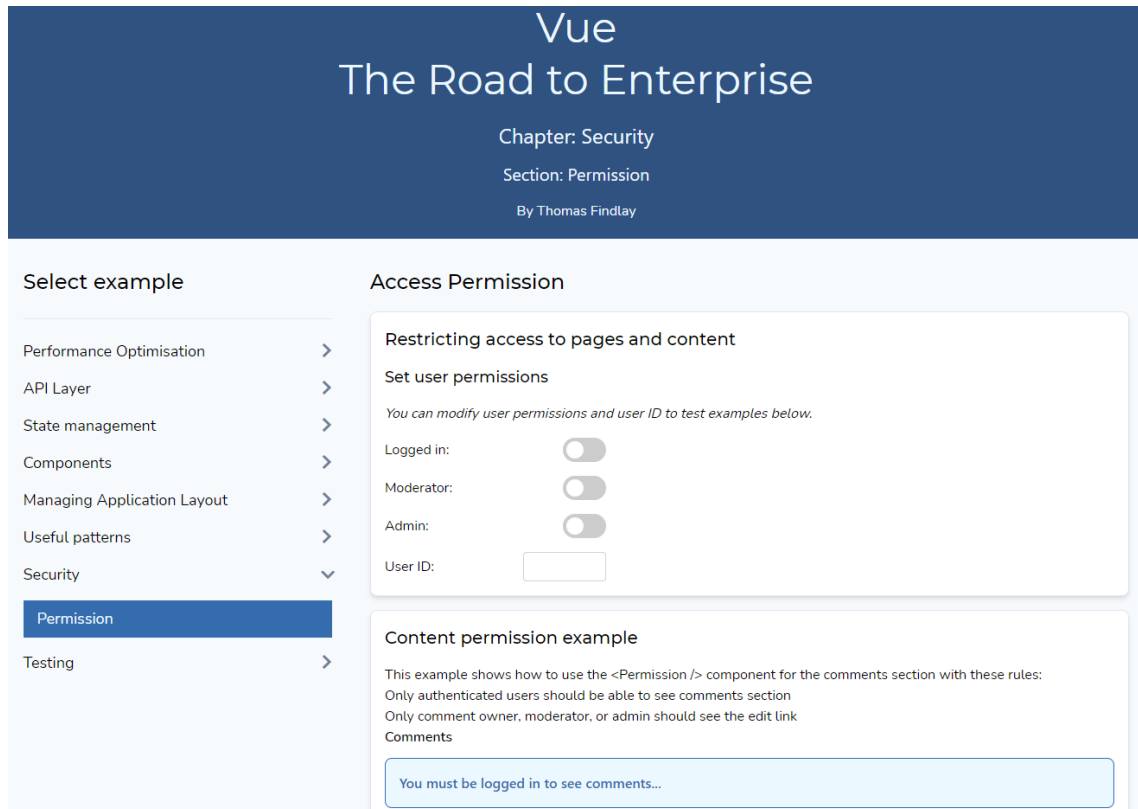 Vue
The Road to Enterprise
Chapter: Security
Section: Permission
By Thomas Findlay
Select example
Performance Optimisation
API Layer
State management
Components
Managing Application Layout
Useful patterns
Security
Permission
Testing
Access Permission
Restricting access to pages and content
Set user permissions
You can modify user permissions and user ID to test examples below.
Logged in:
Moderator:
Admin:
User ID:
Content permission example
This example shows how to use the <Permission /> component for the comments section with these rules:
Only authenticated users should be able to see comments section
Only comment owner, moderator, or admin should see the edit link
Comments
You must be logged in to see comments...